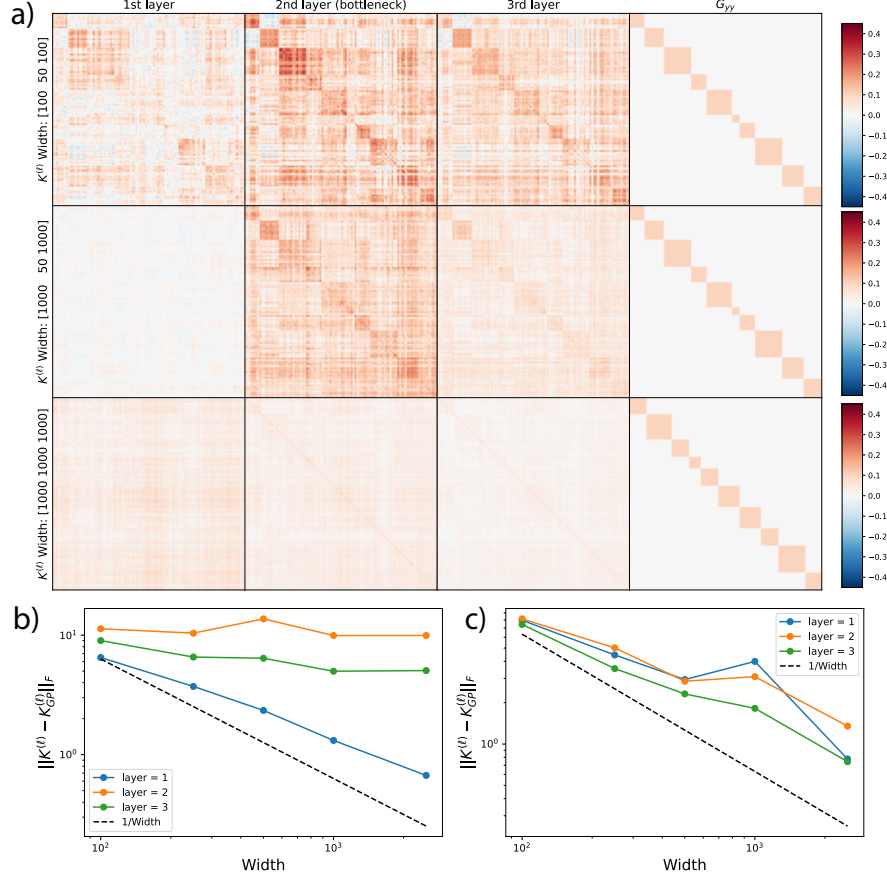 a)
1st layer
2nd layer (bottleneck)
3rd layer
G_yy
K^(ℓ) Width: [100 50 100]
0.4
0.3
0.2
0.1
0.0
−0.1
−0.2
−0.3
−0.4
K^(ℓ) Width: [1000 50 1000]
0.4
0.3
0.2
0.1
0.0
−0.1
−0.2
−0.3
−0.4
K^(ℓ) Width: [1000 1000 1000]
0.4
0.3
0.2
0.1
0.0
−0.1
−0.2
−0.3
−0.4
b)
||K^(ℓ) − K_GP^(ℓ)||_F
10^1
10^0
layer = 1
layer = 2
layer = 3
1/Width
10^2
10^3
Width
c)
||K^(ℓ) − K_GP^(ℓ)||_F
10^0
layer = 1
layer = 2
layer = 3
1/Width
10^2
10^3
Width